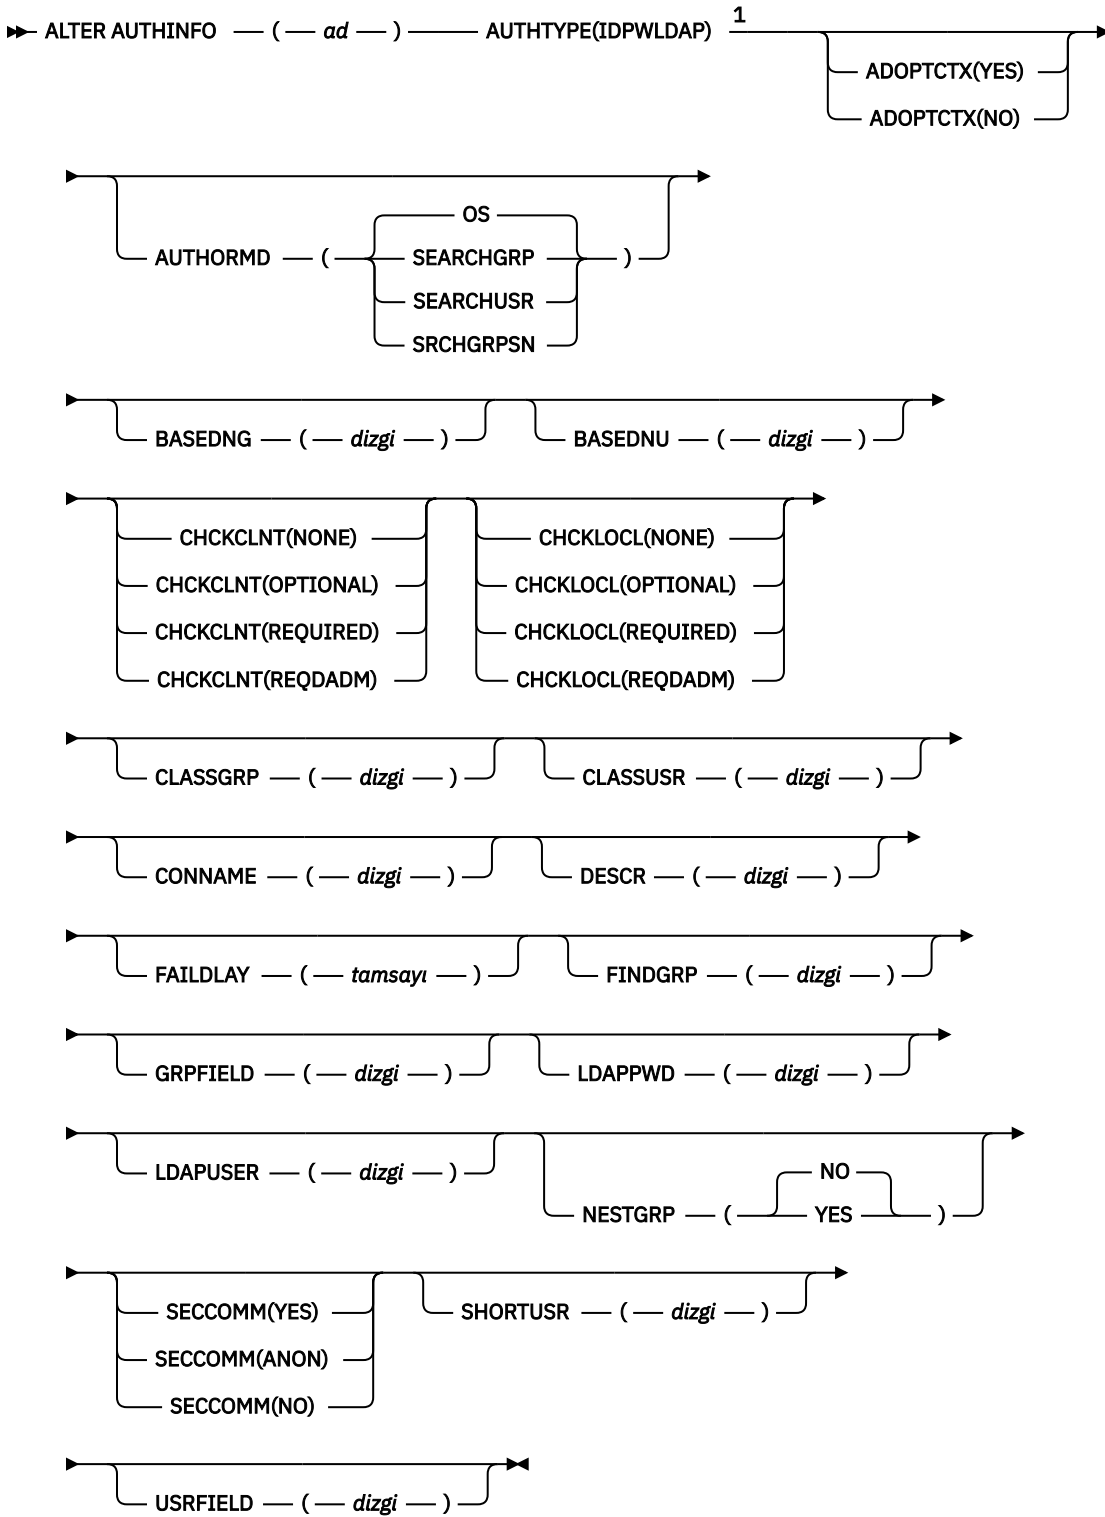 ALTER AUTHINFO ( ad ) AUTHTYPE(IDPWLDAP) 1
ADOPTCTX(YES)
ADOPTCTX(NO)
OS
AUTHORMD ( SEARCHGRP )
SEARCHUSR
SRCHGRPSN
BASEDNG ( dizgi ) BASEDNU ( dizgi )
CHCKCLNT(NONE) CHCKLOCL(NONE)
CHCKCLNT(OPTIONAL) CHCKLOCL(OPTIONAL)
CHCKCLNT(REQUIRED) CHCKLOCL(REQUIRED)
CHCKCLNT(REQDADM) CHCKLOCL(REQDADM)
CLASSGRP ( dizgi ) CLASSUSR ( dizgi )
CONNAME ( dizgi ) DESCR ( dizgi )
FAILDLAY ( tamsayı ) FINDGRP ( dizgi )
GRPFIELD ( dizgi ) LDAPPWD ( dizgi )
LDAPUSER ( dizgi )
NO
NESTGRP ( YES )
SECCOMM(YES) SHORTUSR ( dizgi )
SECCOMM(ANON)
SECCOMM(NO)
USRFIELD ( dizgi )